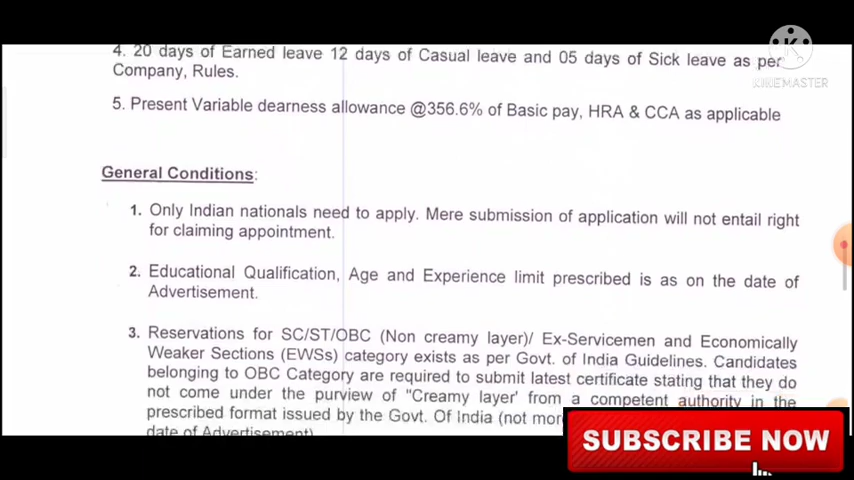 4. 20 days of Earned leave 12 days of Casual leave and 05 days of Sick leave as per
Company, Rules.
5. Present Variable dearness allowance @356.6% of Basic pay, HRA & CCA as applicable
General Conditions:
1. Only Indian nationals need to apply. Mere submission of application will not entail right
for claiming appointment.
2. Educational Qualification, Age and Experience limit prescribed is as on the date of
Advertisement.
3. Reservations for SC/ST/OBC (Non creamy layer)/ Ex-Servicemen and Economically
Weaker Sections (EWSs) category exists as per Govt. of India Guidelines. Candidates
belonging to OBC Category are required to submit latest certificate stating that they do
not come under the purview of "Creamy layer' from a competent authority in the
prescribed format issued by the Govt. Of India (not
date of Advertisement)
K
KINEMASTER
SUBSCRIBE NOW